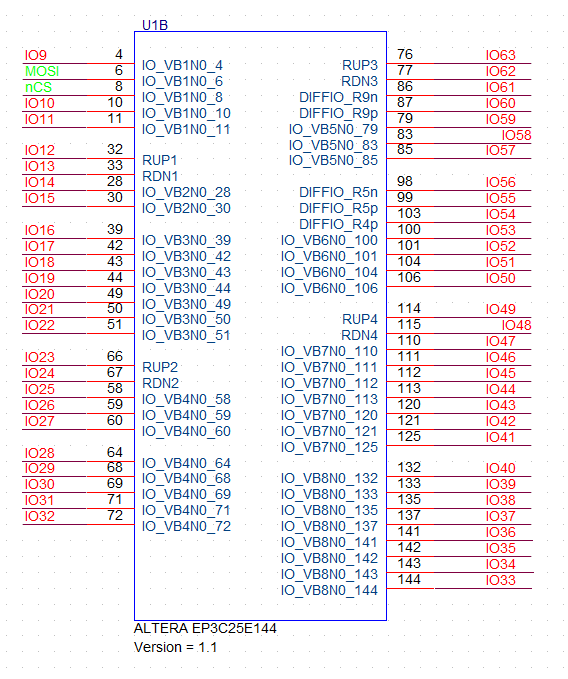 U1B
IO9 4 IO_VB1N0_4
MOSI 6 IO_VB1N0_6
nCS 8 IO_VB1N0_8
IO10 10 IO_VB1N0_10
IO11 11 IO_VB1N0_11
IO12 32 RUP1
IO13 33 RDN1
IO14 28 IO_VB2N0_28
IO15 30 IO_VB2N0_30
IO16 39 IO_VB3N0_39
IO17 42 IO_VB3N0_42
IO18 43 IO_VB3N0_43
IO19 44 IO_VB3N0_44
IO20 49 IO_VB3N0_49
IO21 50 IO_VB3N0_50
IO22 51 IO_VB3N0_51
IO23 66 RUP2
IO24 67 RDN2
IO25 58 IO_VB4N0_58
IO26 59 IO_VB4N0_59
IO27 60 IO_VB4N0_60
IO28 64 IO_VB4N0_64
IO29 68 IO_VB4N0_68
IO30 69 IO_VB4N0_69
IO31 71 IO_VB4N0_71
IO32 72 IO_VB4N0_72
RUP3 76 IO63
RDN3 77 IO62
DIFFIO_R9n 86 IO61
DIFFIO_R9p 87 IO60
IO_VB5N0_79 79 IO59
IO_VB5N0_83 83 IO58
IO_VB5N0_85 85 IO57
DIFFIO_R5n 98 IO56
DIFFIO_R5p 99 IO55
DIFFIO_R4p 103 IO54
IO_VB6N0_100 100 IO53
IO_VB6N0_101 101 IO52
IO_VB6N0_104 104 IO51
IO_VB6N0_106 106 IO50
RUP4 114 IO49
RDN4 115 IO48
IO_VB7N0_110 110 IO47
IO_VB7N0_111 111 IO46
IO_VB7N0_112 112 IO45
IO_VB7N0_113 113 IO44
IO_VB7N0_120 120 IO43
IO_VB7N0_121 121 IO42
IO_VB7N0_125 125 IO41
IO_VB8N0_132 132 IO40
IO_VB8N0_133 133 IO39
IO_VB8N0_135 135 IO38
IO_VB8N0_137 137 IO37
IO_VB8N0_141 141 IO36
IO_VB8N0_142 142 IO35
IO_VB8N0_143 143 IO34
IO_VB8N0_144 144 IO33
ALTERA EP3C25E144
Version = 1.1